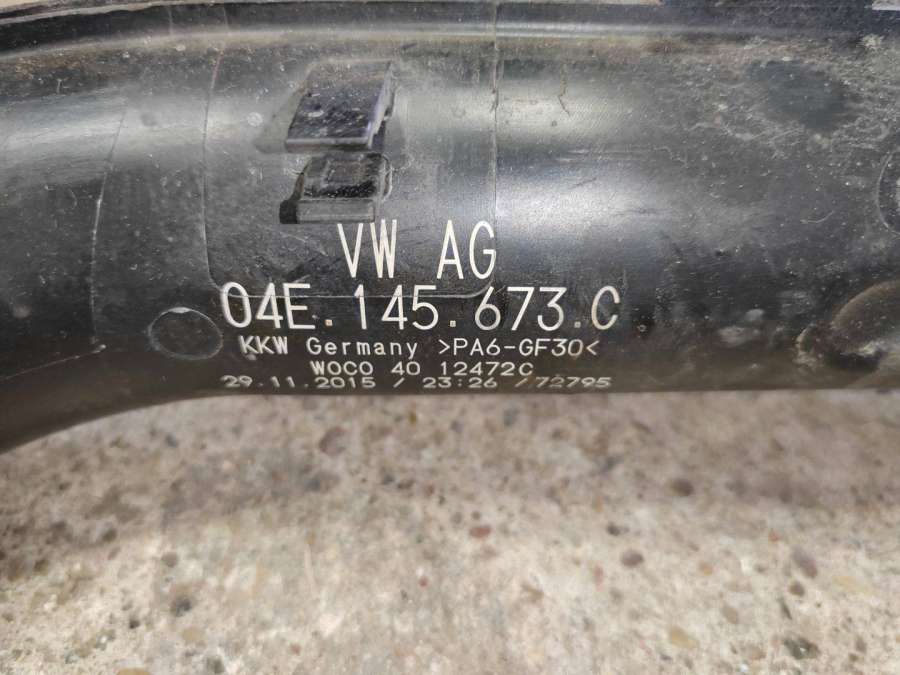 VW AG
04E.145.673.C
KKW Germany >PA6-GF30<
WOCO 40 12472C
29.11.2015 / 23:26 /72795